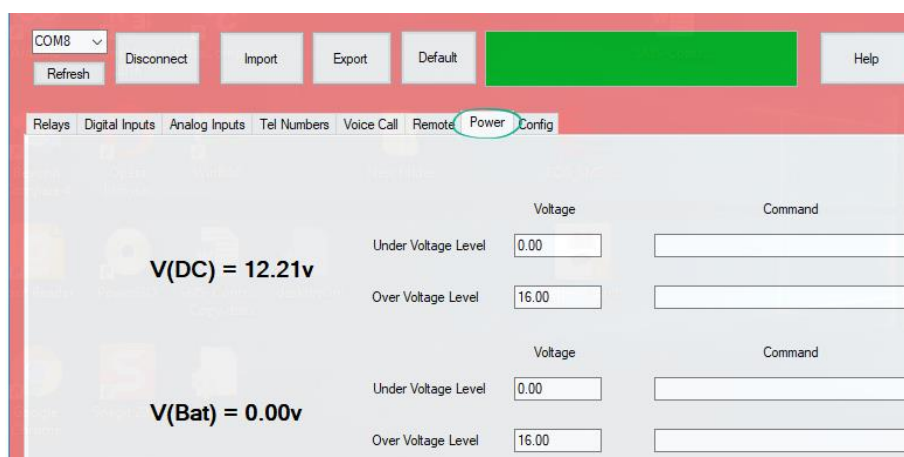 COM8
Refresh
Disconnect
Import
Export
Default
Help
Relays Digital Inputs Analog Inputs Tel Numbers Voice Call Remote Power Config
Voltage Command
Under Voltage Level 0.00
V(DC) = 12.21v
Over Voltage Level 16.00
Voltage Command
Under Voltage Level 0.00
V(Bat) = 0.00v
Over Voltage Level 16.00